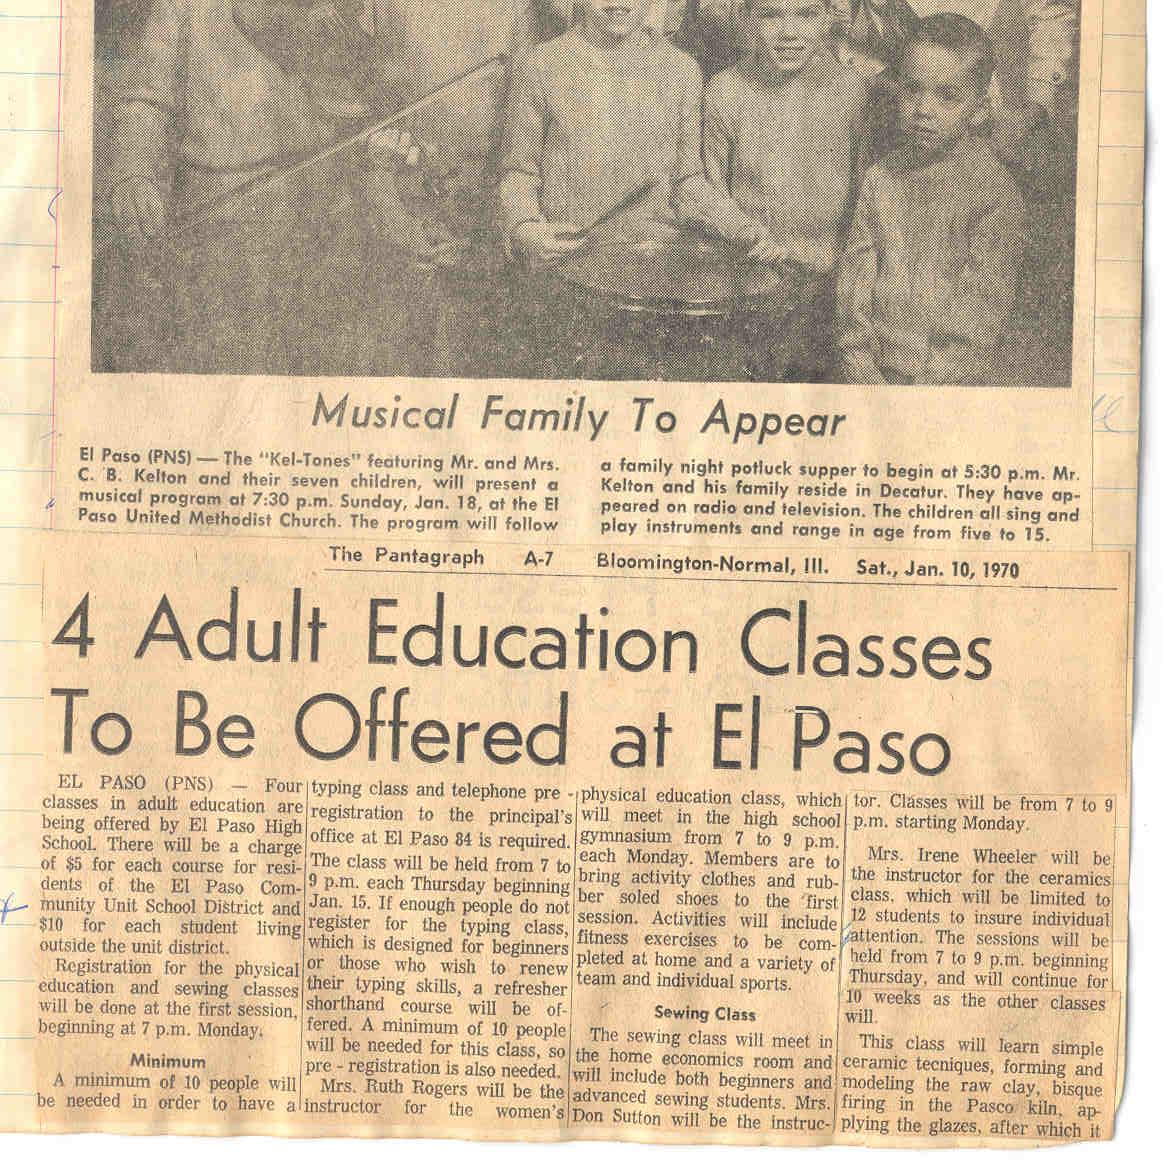 Musical Family To Appear
El Paso (PNS) — The "Kel-Tones" featuring Mr. and Mrs.
C. B. Kelton and their seven children, will present a
musical program at 7:30 p.m. Sunday, Jan. 18, at the El
Paso United Methodist Church. The program will follow
a family night potluck supper to begin at 5:30 p.m. Mr.
Kelton and his family reside in Decatur. They have ap-
peared on radio and television. The children all sing and
play instruments and range in age from five to 15.
The Pantagraph A-7 Bloomington-Normal, Ill. Sat., Jan. 10, 1970
4 Adult Education Classes
To Be Offered at El Paso
EL PASO (PNS) — Four
classes in adult education are
being offered by El Paso High
School. There will be a charge
of $5 for each course for resi-
dents of the El Paso Com-
munity Unit School District and
$10 for each student living
outside the unit district.
Registration for the physical
education and sewing classes
will be done at the first session,
beginning at 7 p.m. Monday.
Minimum
A minimum of 10 people will
be needed in order to have a
typing class and telephone pre -
registration to the principal's
office at El Paso 84 is required.
The class will be held from 7 to
9 p.m. each Thursday beginning
Jan. 15. If enough people do not
register for the typing class,
which is designed for beginners
or those who wish to renew
their typing skills, a refresher
shorthand course will be of-
fered. A minimum of 10 people
will be needed for this class, so
pre - registration is also needed.
Mrs. Ruth Rogers will be the
instructor for the women's
physical education class, which
will meet in the high school
gymnasium from 7 to 9 p.m.
each Monday. Members are to
bring activity clothes and rub-
ber soled shoes to the first
session. Activities will include
fitness exercises to be com-
pleted at home and a variety of
team and individual sports.
Sewing Class
The sewing class will meet in
the home economics room and
will include both beginners and
advanced sewing students. Mrs.
Don Sutton will be the instruc-
tor. Classes will be from 7 to 9
p.m. starting Monday.
Mrs. Irene Wheeler will be
the instructor for the ceramics
class, which will be limited to
12 students to insure individual
attention. The sessions will be
held from 7 to 9 p.m. beginning
Thursday, and will continue for
10 weeks as the other classes
will.
This class will learn simple
ceramic tecniques, forming and
modeling the raw clay, bisque
firing in the Pasco kiln, ap-
plying the glazes, after which it